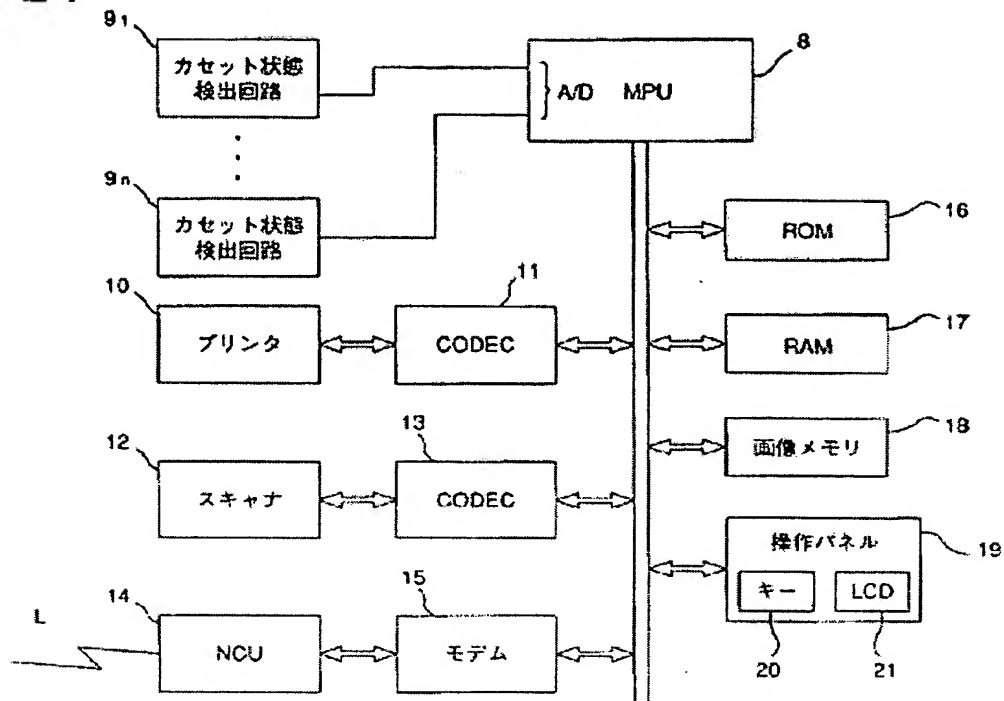 9₁
カセット状態
検出回路
8
A/D MPU
9n
カセット状態
検出回路
16
ROM
10
プリンタ
11
CODEC
17
RAM
12
スキャナ
13
CODEC
18
画像メモリ
操作パネル
19
キー
LCD
20
21
L
14
NCU
15
モデム